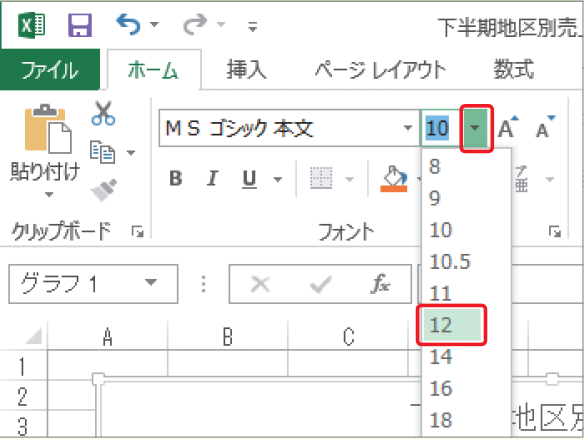 下半期地区別売
ファイル ホーム 挿入 ページ レイアウト 数式
ＭＳ ゴシック 本文 10 A A
貼り付け
B I U
亜
クリップボード フォント
8
9
10
10.5
11
12
14
16
18
グラフ 1 fx
A B C
1
2
3
地区別